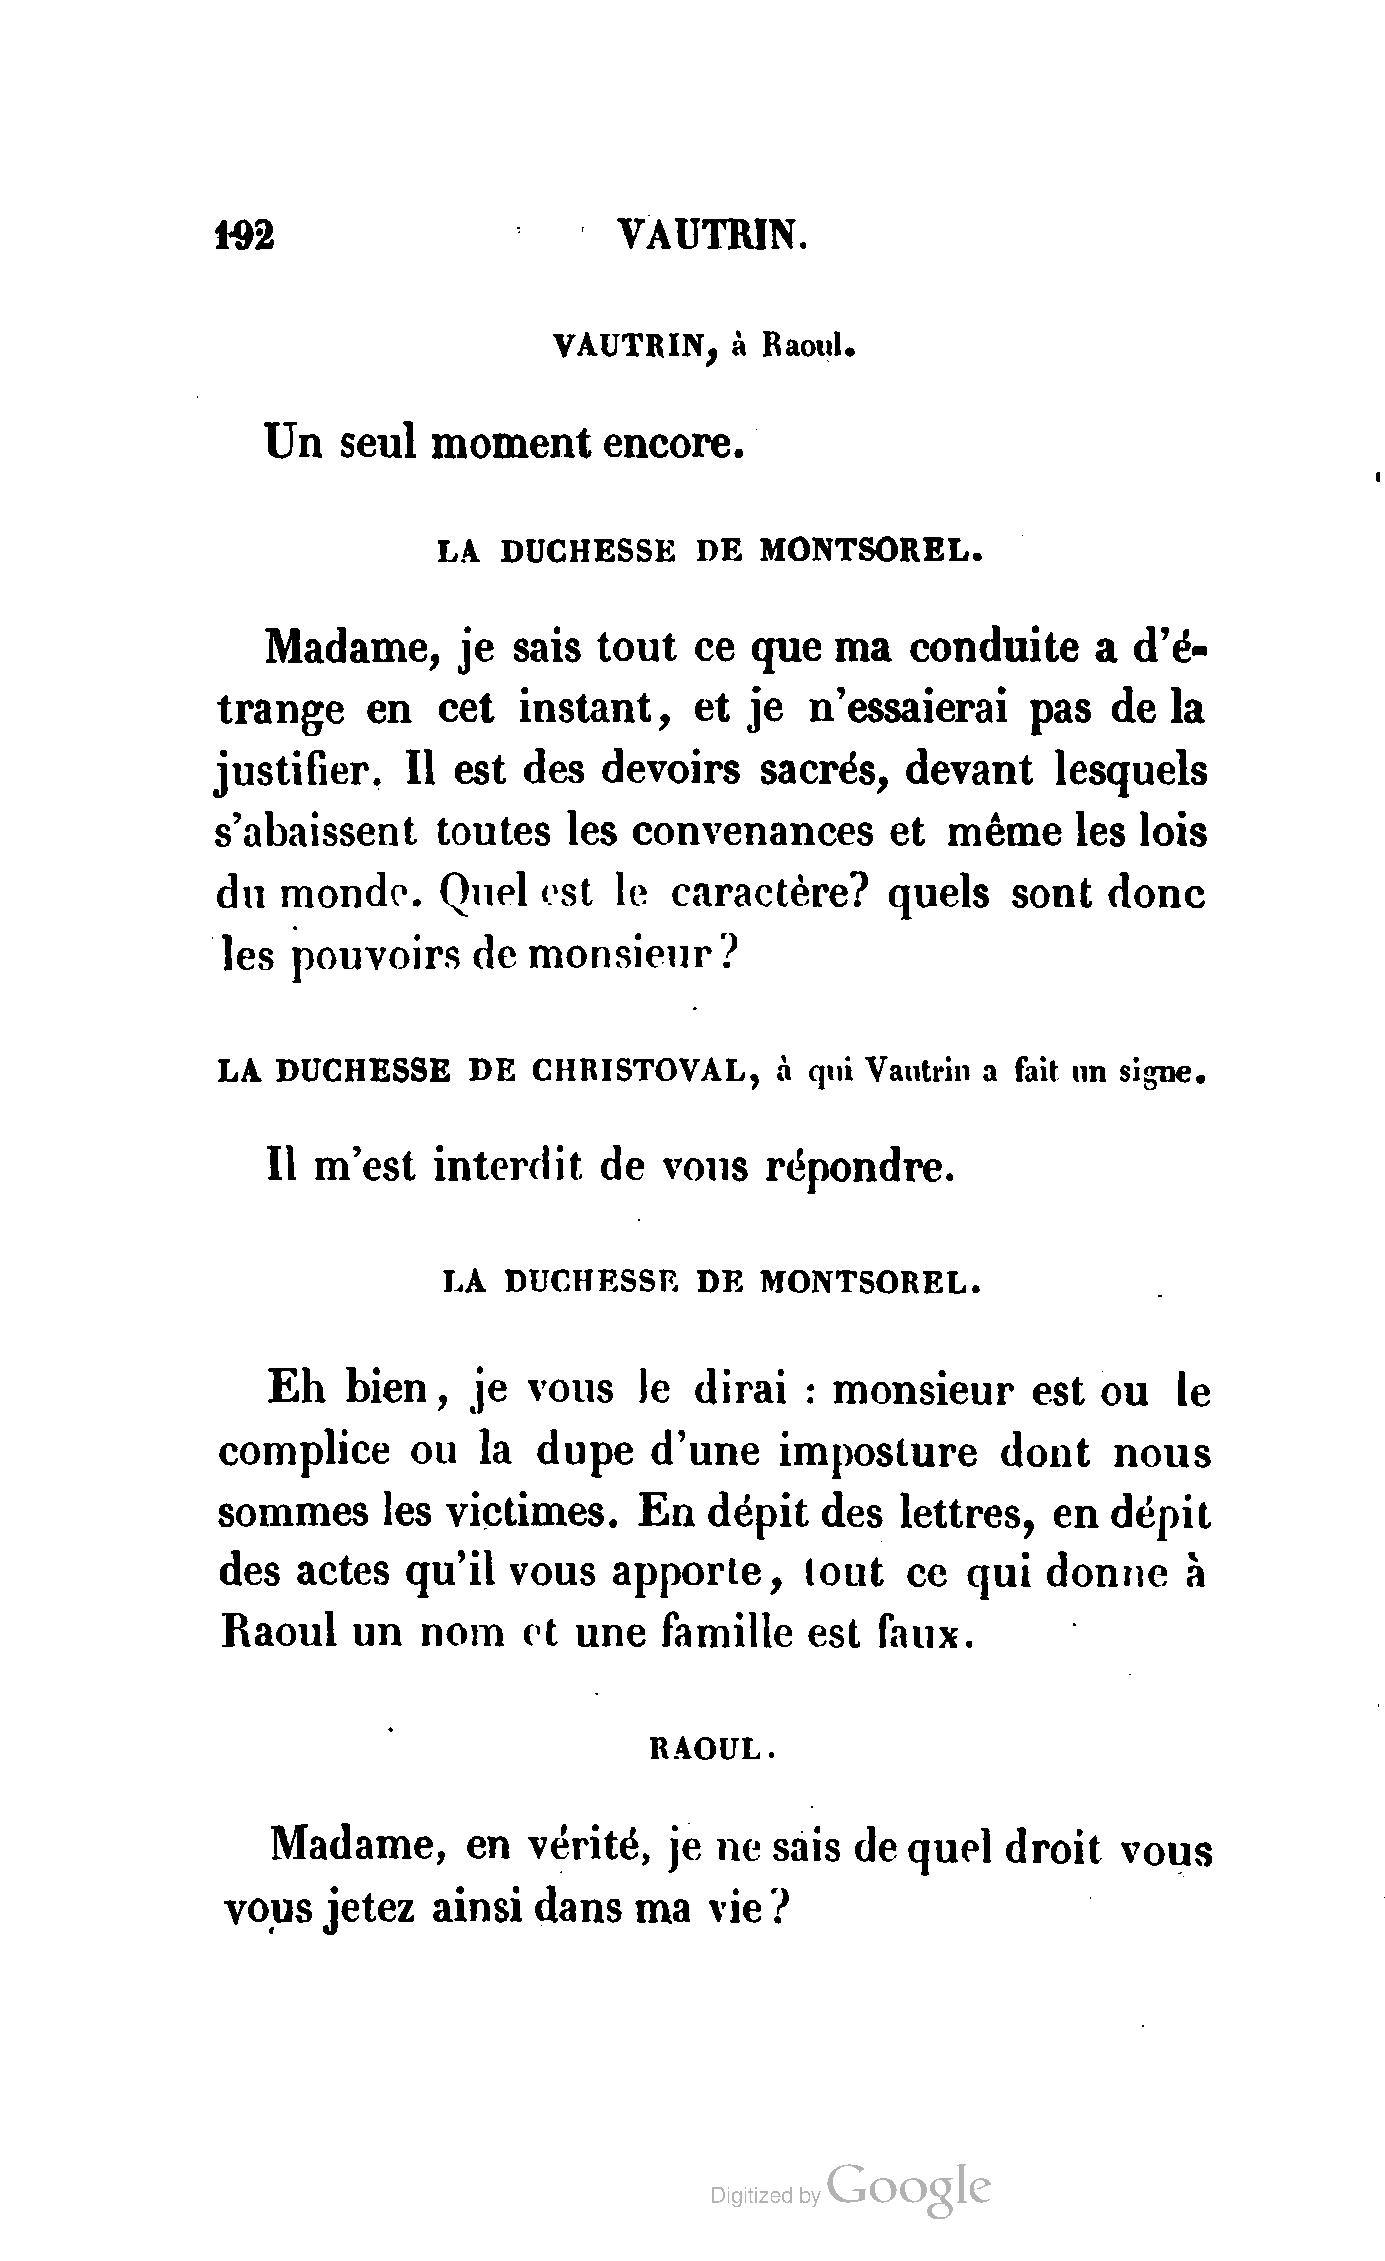 192 VAUTRIN.
VAUTRIN, à Raoul.
Un seul moment encore.
LA DUCHESSE DE MONTSOREL.
Madame, je sais tout ce que ma conduite a d'é-
trange en cet instant, et je n'essaierai pas de la
justifier. Il est des devoirs sacrés, devant lesquels
s'abaissent toutes les convenances et même les lois
du monde. Quel est le caractère? quels sont donc
les pouvoirs de monsieur?
LA DUCHESSE DE CHRISTOVAL, à qui Vautrin a fait un signe.
Il m'est interdit de vous répondre.
LA DUCHESSE DE MONTSOREL.
Eh bien, je vous le dirai : monsieur est ou le
complice ou la dupe d'une imposture dont nous
sommes les victimes. En dépit des lettres, en dépit
des actes qu'il vous apporte, tout ce qui donne à
Raoul un nom et une famille est faux.
RAOUL.
Madame, en vérité, je ne sais de quel droit vous
vous jetez ainsi dans ma vie?
Digitized by Google